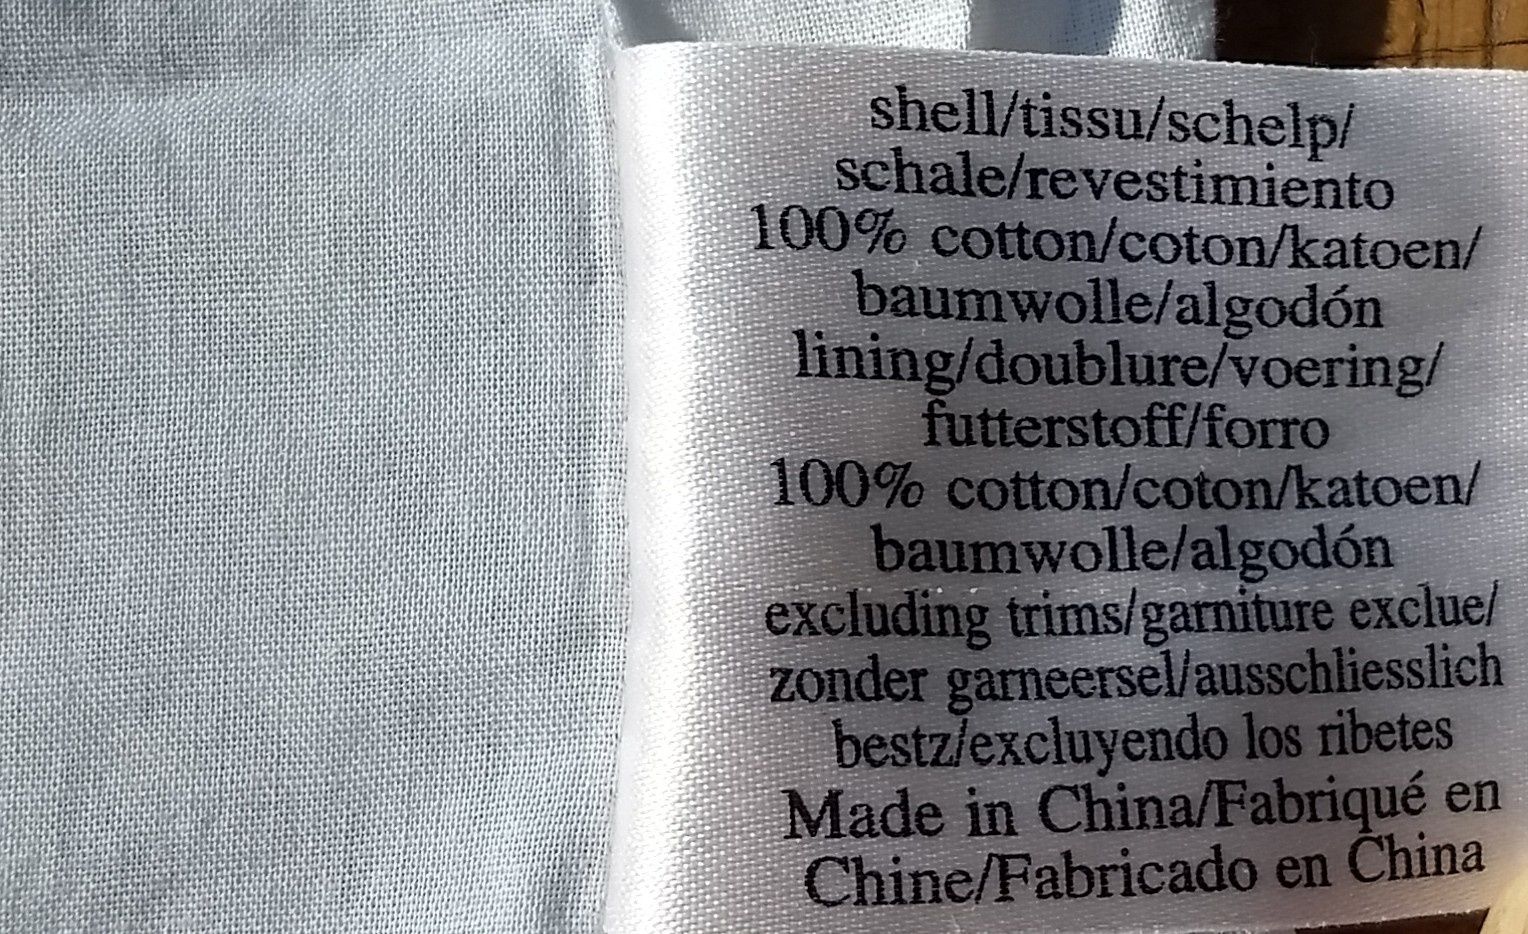 shell/tissu/schelp/
schale/revestimiento
100% cotton/coton/katoen/
baumwolle/algodón
lining/doublure/voering/
futterstoff/forro
100% cotton/coton/katoen/
baumwolle/algodón
excluding trims/garniture exclue/
zonder garneersel/ausschliesslich
bestz/excluyendo los ribetes
Made in China/Fabriqué en
Chine/Fabricado en China